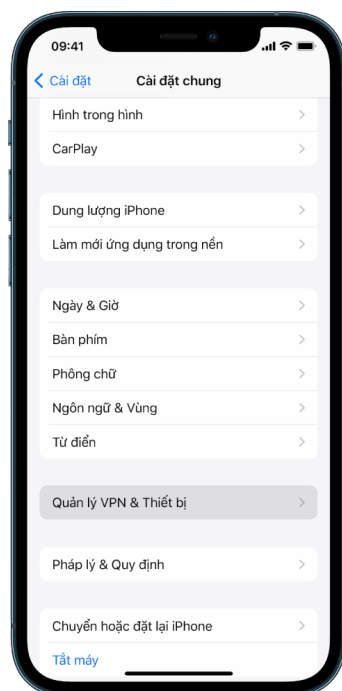 09:41
Cài đặt Cài đặt chung
Hình trong hình
CarPlay
Dung lượng iPhone
Làm mới ứng dụng trong nền
Ngày & Giờ
Bàn phím
Phông chữ
Ngôn ngữ & Vùng
Từ điển
Quản lý VPN & Thiết bị
Pháp lý & Quy định
Chuyển hoặc đặt lại iPhone
Tắt máy